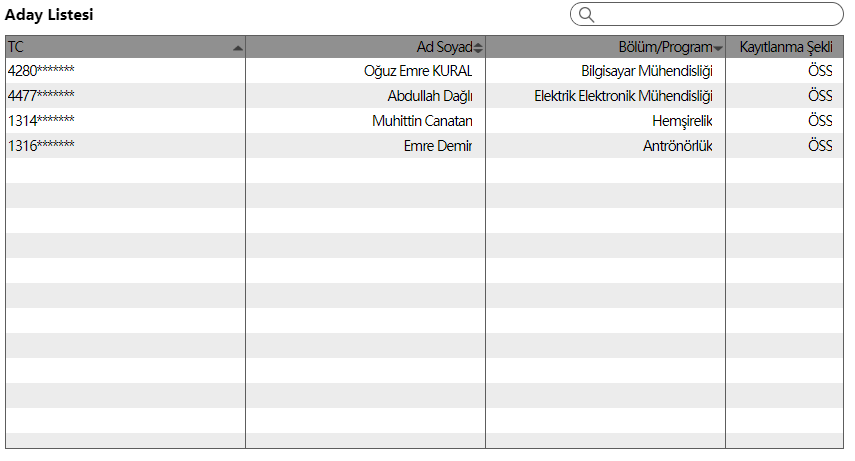 Aday Listesi
TC Ad Soyad Bölüm/Program Kayıtlanma Şekli
4280******* Oğuz Emre KURAL Bilgisayar Mühendisliği ÖSS
4477******* Abdullah Dağlı Elektrik Elektronik Mühendisliği ÖSS
1314******* Muhittin Canatan Hemşirelik ÖSS
1316******* Emre Demir Antrönörlük ÖSS